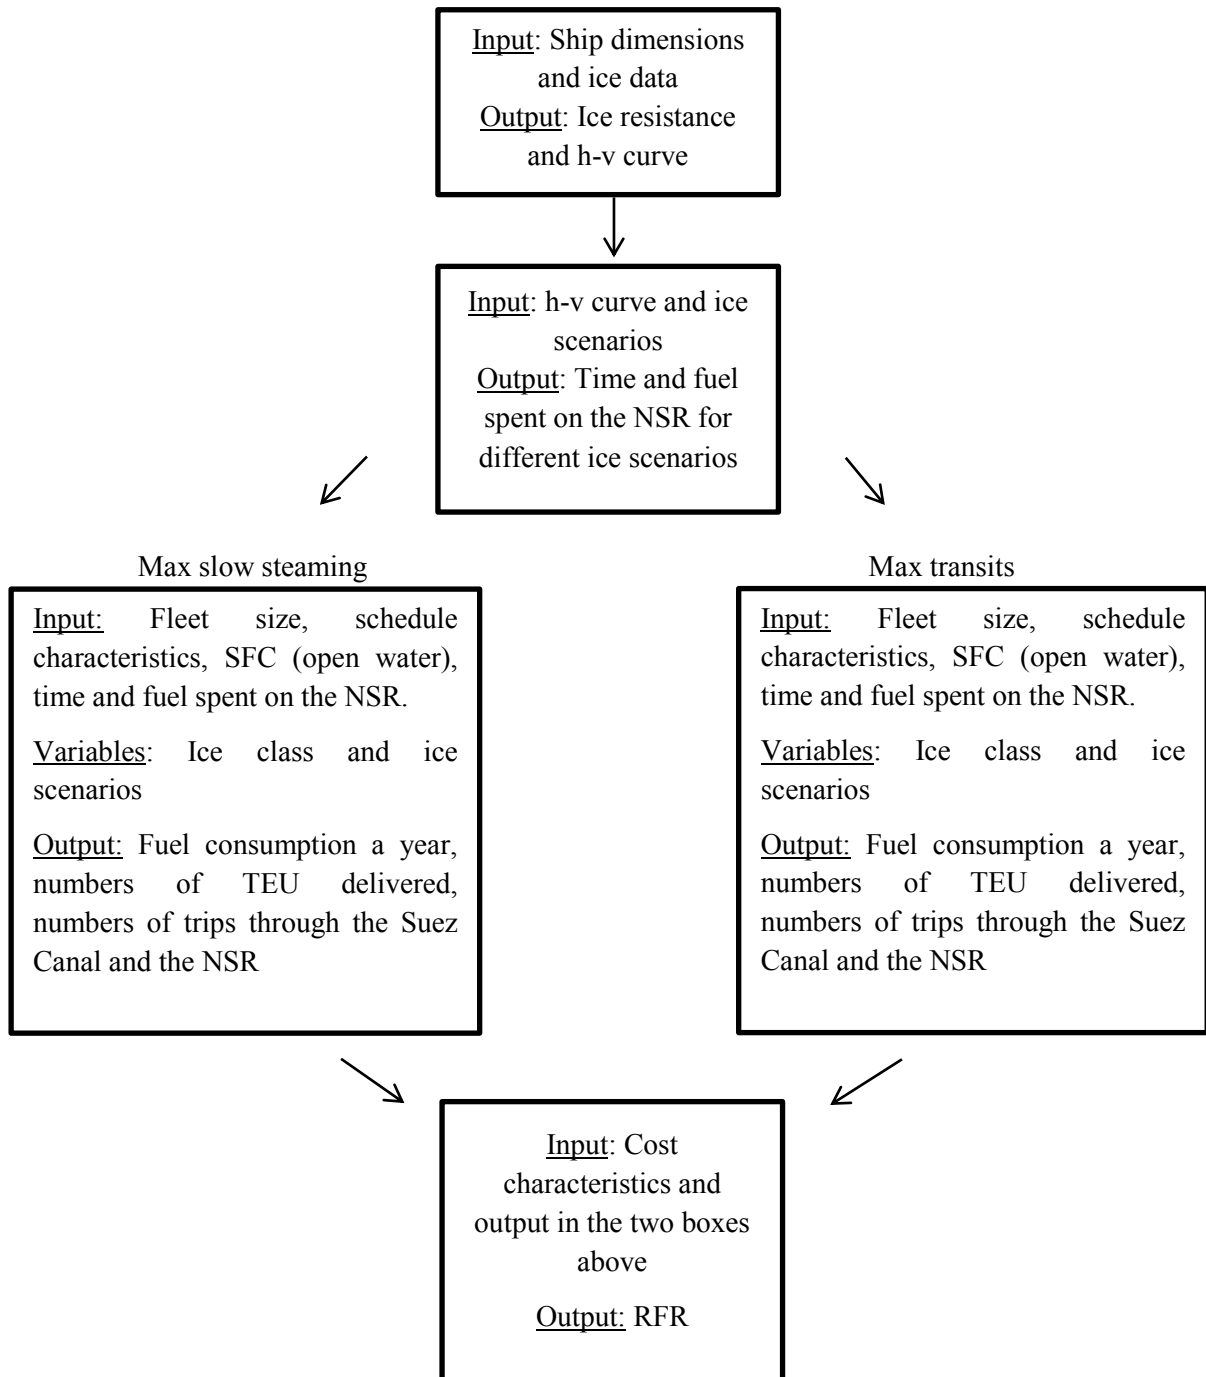 Input: Ship dimensions
and ice data
Output: Ice resistance
and h-v curve
Input: h-v curve and ice
scenarios
Output: Time and fuel
spent on the NSR for
different ice scenarios
Max slow steaming
Input: Fleet size, schedule
characteristics, SFC (open water),
time and fuel spent on the NSR.
Variables: Ice class and ice
scenarios
Output: Fuel consumption a year,
numbers of TEU delivered,
numbers of trips through the Suez
Canal and the NSR
Max transits
Input: Fleet size, schedule
characteristics, SFC (open water),
time and fuel spent on the NSR.
Variables: Ice class and ice
scenarios
Output: Fuel consumption a year,
numbers of TEU delivered,
numbers of trips through the Suez
Canal and the NSR
Input: Cost
characteristics and
output in the two boxes
above
Output: RFR